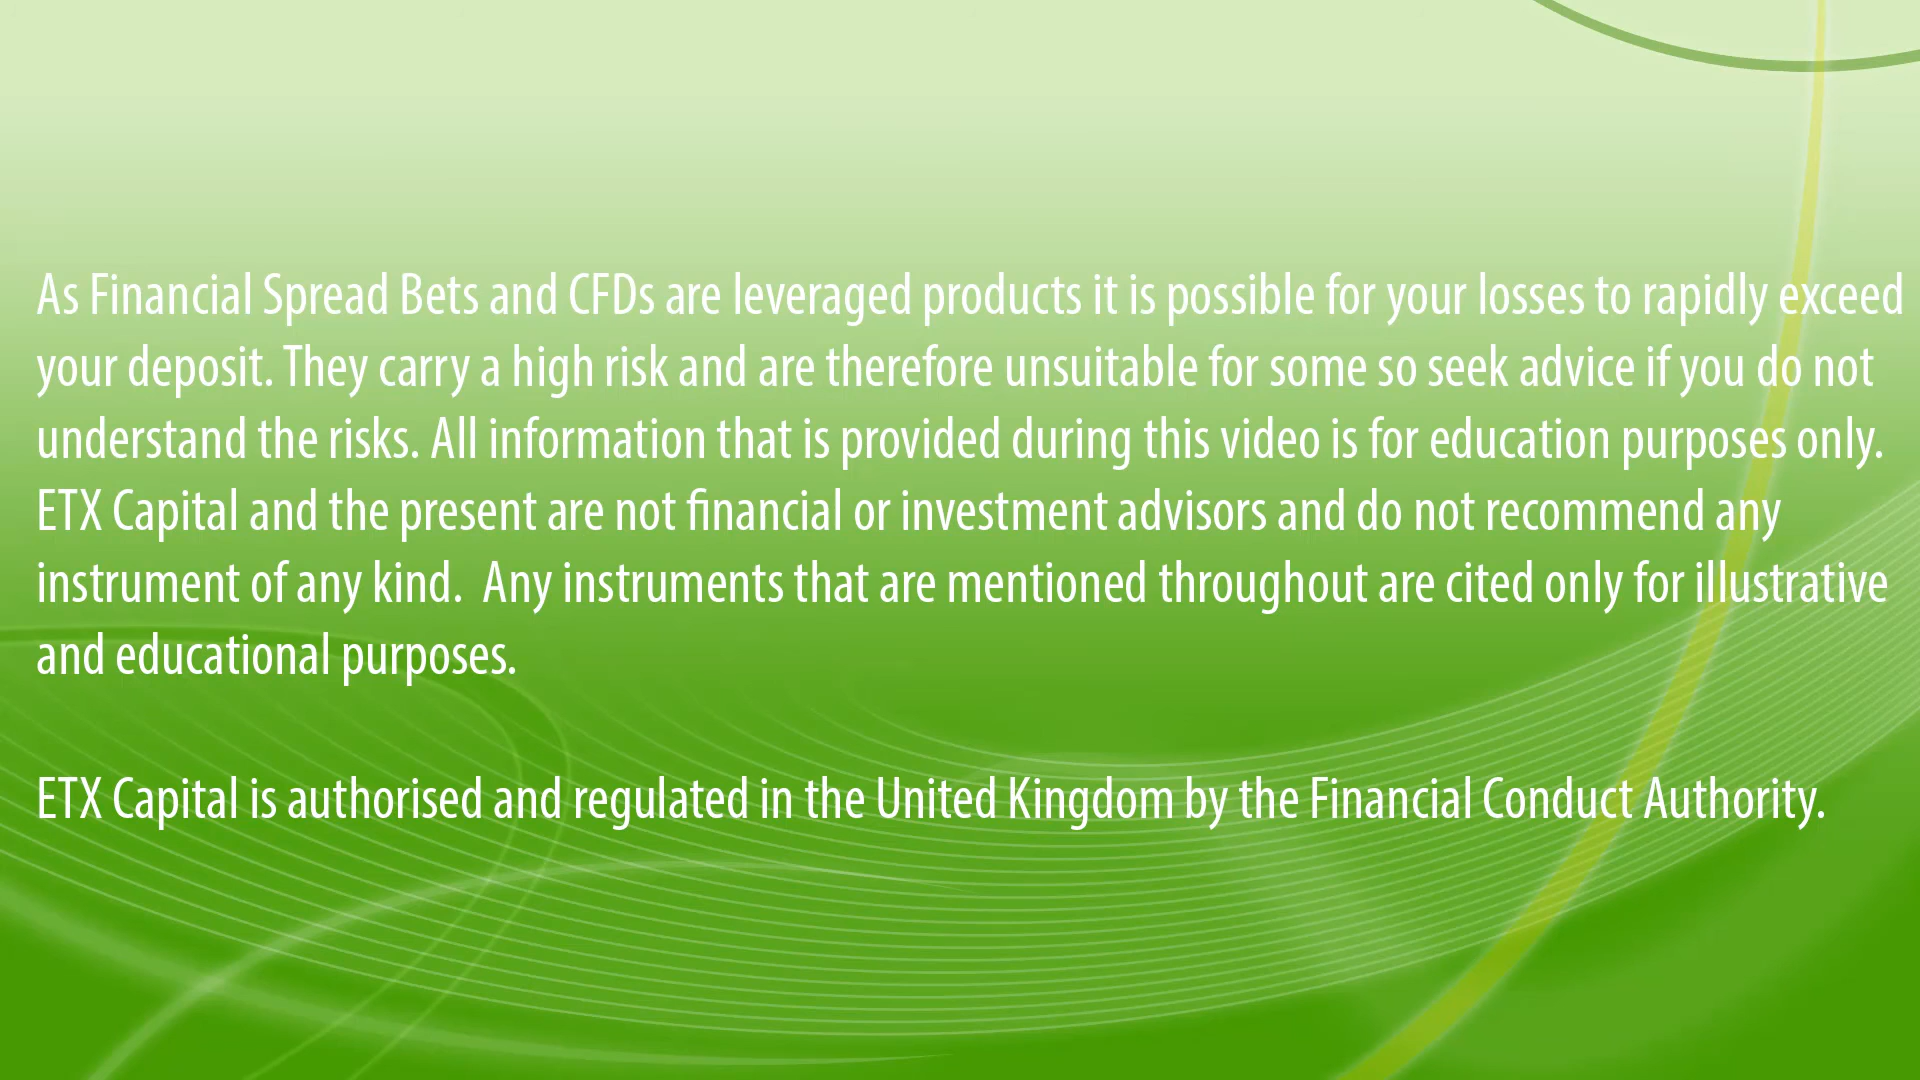 As Financial Spread Bets and CFDs are leveraged products it is possible for your losses to rapidly exceed
your deposit. They carry a high risk and are therefore unsuitable for some so seek advice if you do not
understand the risks. All information that is provided during this video is for education purposes only.
ETX Capital and the present are not financial or investment advisors and do not recommend any
instrument of any kind.  Any instruments that are mentioned throughout are cited only for illustrative
and educational purposes.
ETX Capital is authorised and regulated in the United Kingdom by the Financial Conduct Authority.